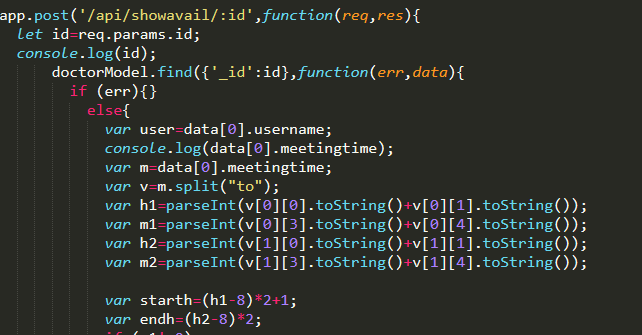 app.post('/api/showavail/:id',function(req,res){
let id=req.params.id;
console.log(id);
doctorModel.find({'_id':id},function(err,data){
if (err){}
else{
var user=data[0].username;
console.log(data[0].meetingtime);
var m=data[0].meetingtime;
var v=m.split("to");
var h1=parseInt(v[0][0].toString()+v[0][1].toString());
var m1=parseInt(v[0][3].toString()+v[0][4].toString());
var h2=parseInt(v[1][0].toString()+v[1][1].toString());
var m2=parseInt(v[1][3].toString()+v[1][4].toString());
var starth=(h1-8)*2+1;
var endh=(h2-8)*2;